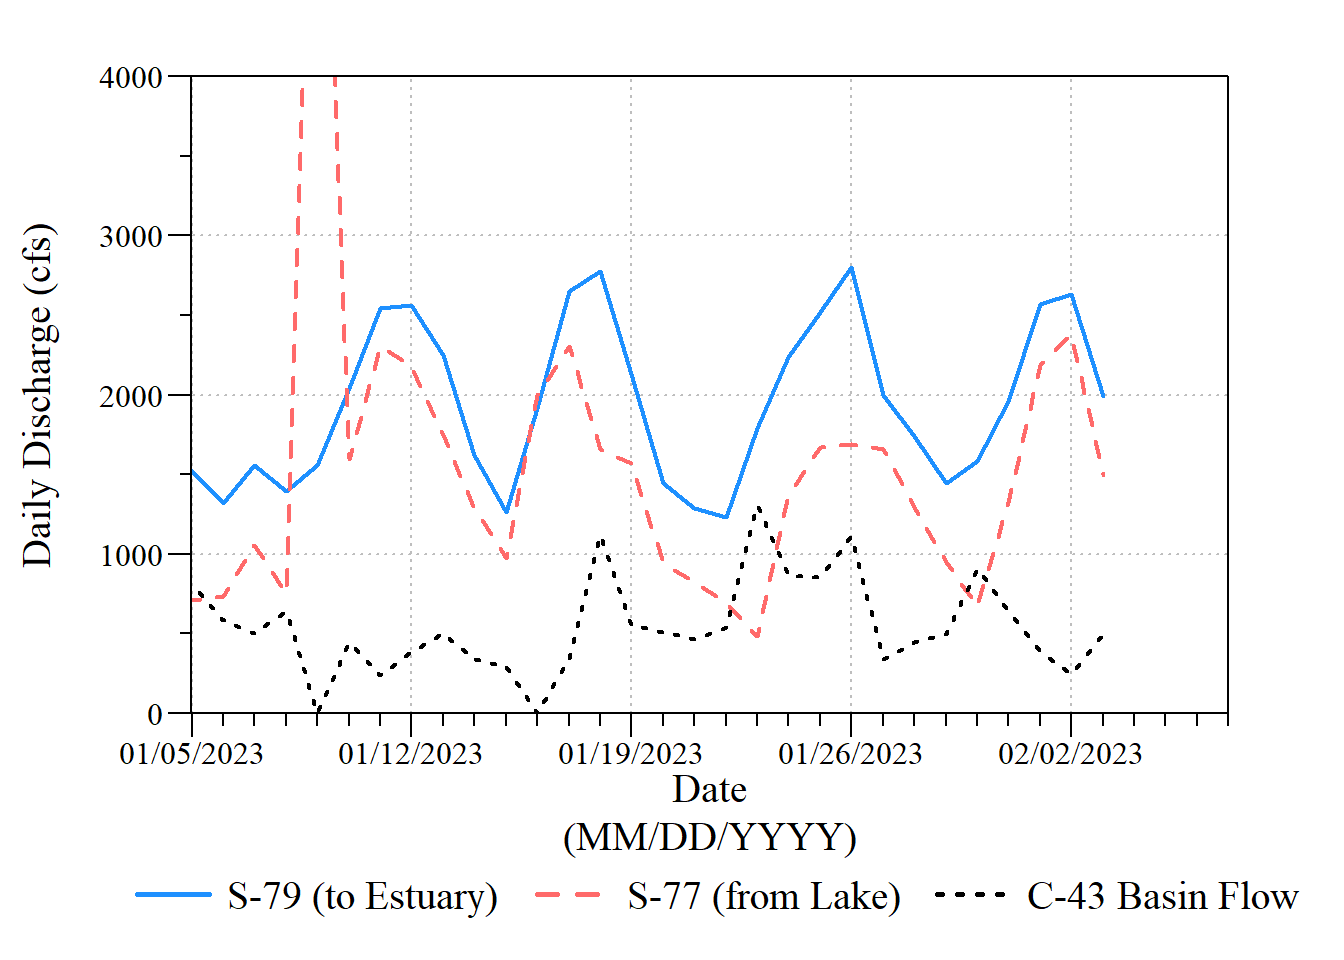 4000
3000
2000
1000
0
Daily Discharge (cfs)
01/05/2023 01/12/2023 01/19/2023 01/26/2023 02/02/2023
Date
(MM/DD/YYYY)
S-79 (to Estuary) S-77 (from Lake) C-43 Basin Flow